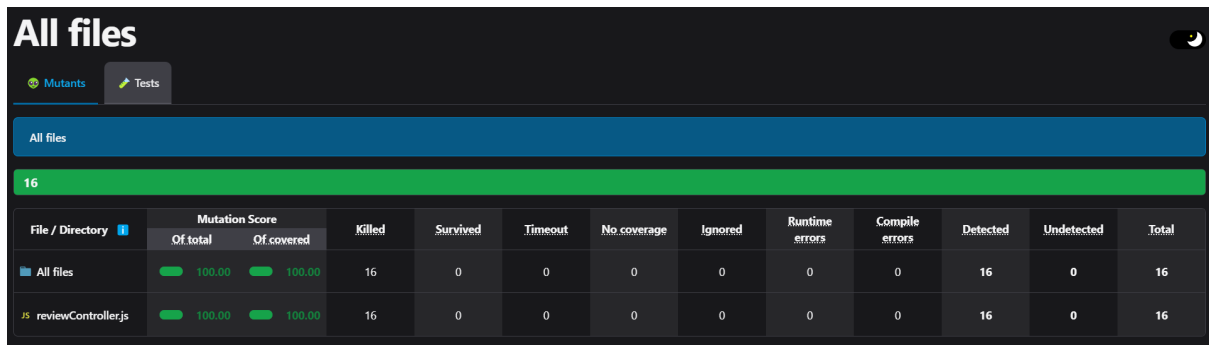 All files
Mutants Tests
All files
16
File / Directory Mutation Score Killed Survived Timeout No coverage Ignored Runtime errors Compile errors Detected Undetected Total
Of total Of covered
All files 100.00 100.00 16 0 0 0 0 0 0 16 0 16
JS reviewController.js 100.00 100.00 16 0 0 0 0 0 0 16 0 16